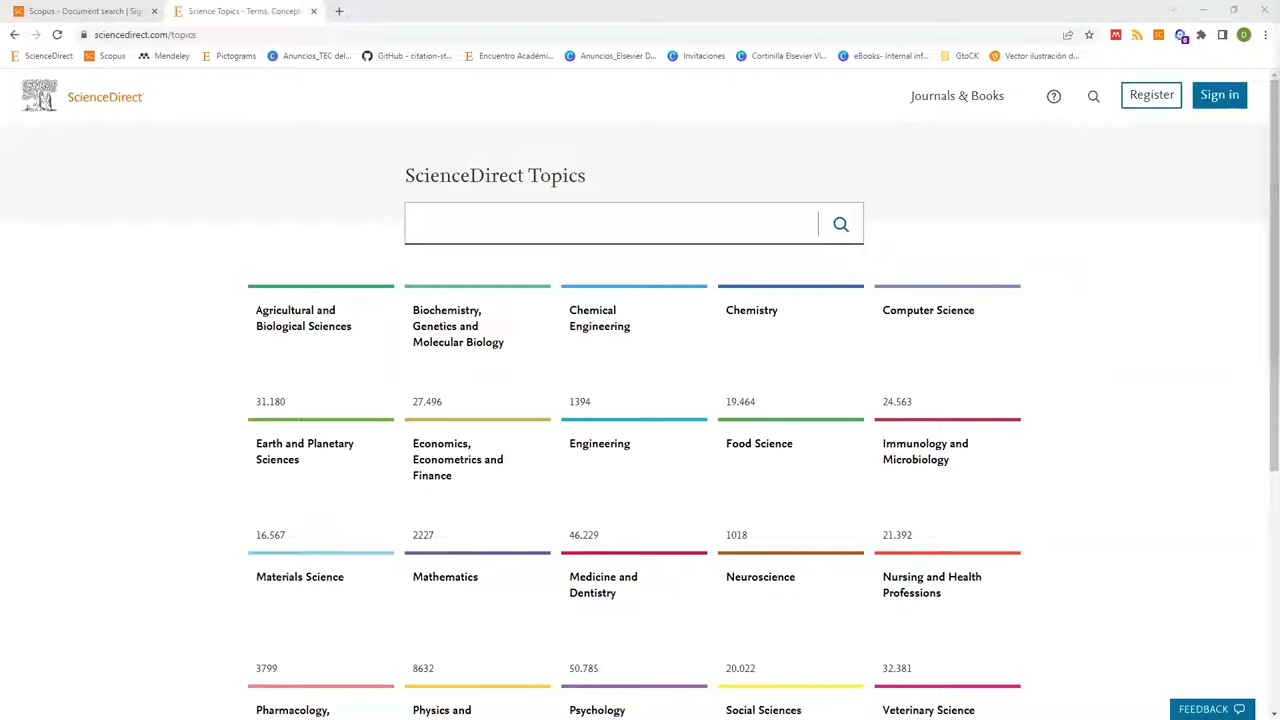 Scopus - Document search | Sig
Science Topics - Terms, Concept
sciencedirect.com/topics
ScienceDirect
Scopus
Mendeley
Pictograms
Anuncios_TEC del...
GitHub - citation-st...
Encuentro Académi...
Anuncios_Elsevier D...
Invitaciones
Cortinilla Elsevier Vi...
eBooks- Internal inf...
GtoCK
Vector ilustración d...
ScienceDirect
Journals & Books
Register
Sign in
ScienceDirect Topics
Agricultural and
Biological Sciences
31.180
Biochemistry,
Genetics and
Molecular Biology
27.496
Chemical
Engineering
1394
Chemistry
19.464
Computer Science
24.563
Earth and Planetary
Sciences
16.567
Economics,
Econometrics and
Finance
2227
Engineering
46.229
Food Science
1018
Immunology and
Microbiology
21.392
Materials Science
3799
Mathematics
8632
Medicine and
Dentistry
50.785
Neuroscience
20.022
Nursing and Health
Professions
32.381
Pharmacology,
Physics and
Psychology
Social Sciences
Veterinary Science
FEEDBACK